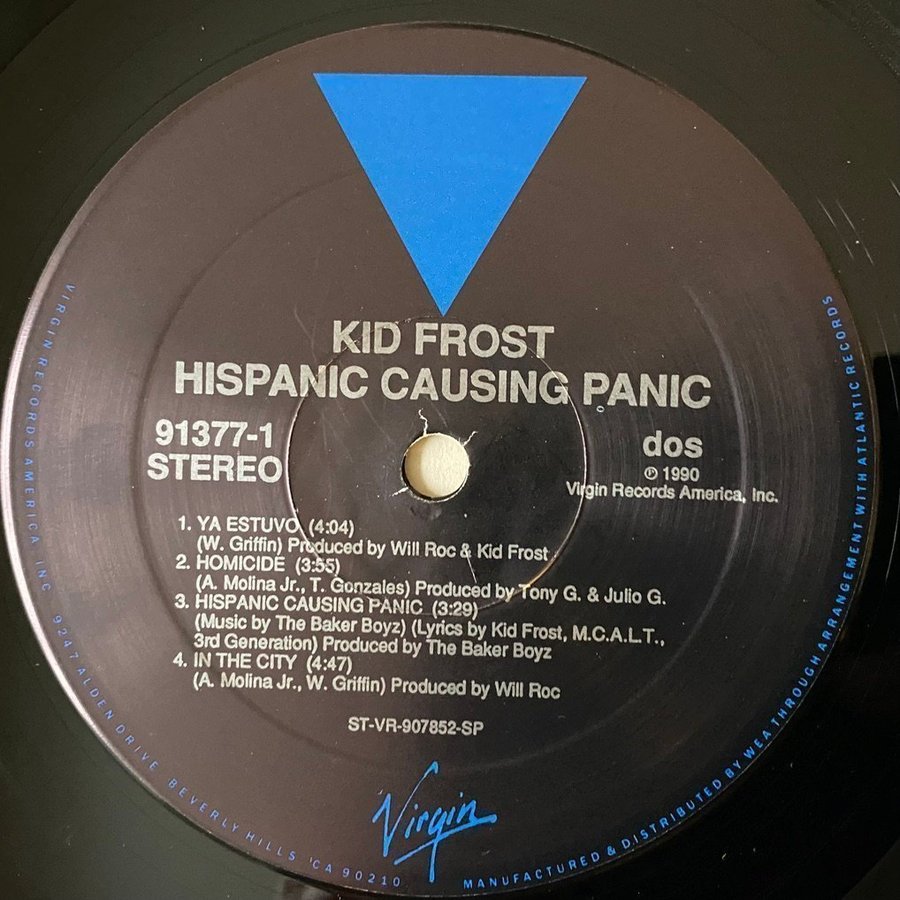 KID FROST
HISPANIC CAUSING PANIC
91377-1
STEREO
dos
℗ 1990
Virgin Records America, Inc.
1. YA ESTUVO (4:04)
(W. Griffin) Produced by Will Roc & Kid Frost
2. HOMICIDE (3:55)
(A. Molina Jr., T. Gonzales) Produced by Tony G. & Julio G.
3. HISPANIC CAUSING PANIC (3:29)
(Music by The Baker Boyz) (Lyrics by Kid Frost, M.C.A.L.T.,
3rd Generation) Produced by The Baker Boyz
4. IN THE CITY (4:47)
(A. Molina Jr., W. Griffin) Produced by Will Roc
ST-VR-907852-SP
Virgin
VIRGIN RECORDS AMERICA, INC. 9247 ALDEN DRIVE BEVERLY HILLS, CA 90210
MANUFACTURED & DISTRIBUTED BY WEA THROUGH ARRANGEMENT WITH ATLANTIC RECORDS